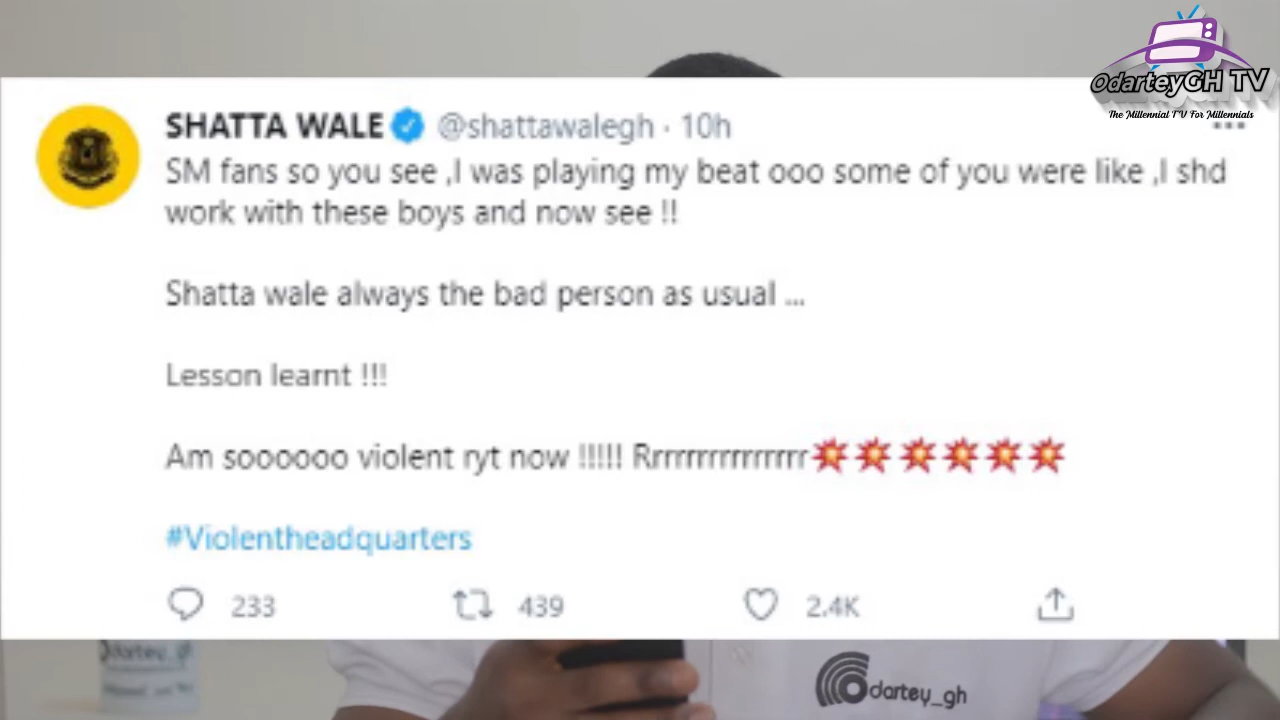 OdarteyGH TV
The Millennial TV For Millennials
SHATTA WALE @shattawalegh · 10h
SM fans so you see ,I was playing my beat ooo some of you were like ,I shd
work with these boys and now see !!
Shatta wale always the bad person as usual ...
Lesson learnt !!!
Am soooooo violent ryt now !!!!! Rrrrrrrrrrrrrrrr💥💥💥💥💥💥
#Violentheadquarters
233 439 2.4K
dartey_gh